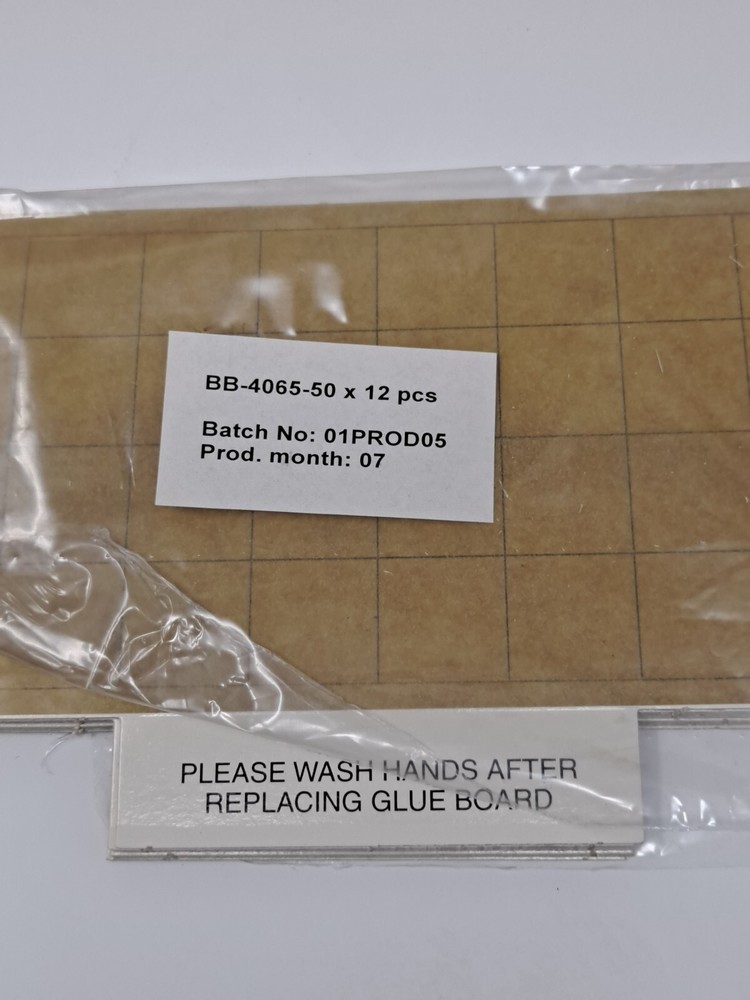 BB-4065-50 x 12 pcs
Batch No: 01PROD05
Prod. month: 07
PLEASE WASH HANDS AFTER
REPLACING GLUE BOARD